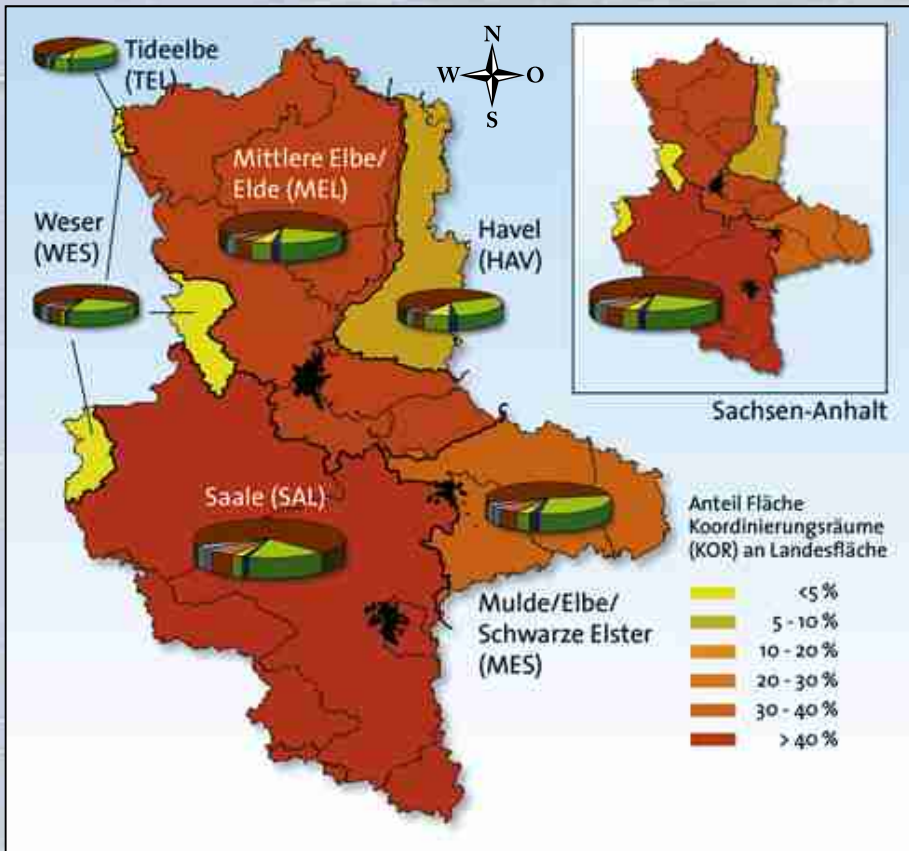 Tideelbe
(TEL)
N
W
O
S
Mittlere Elbe/
Elde (MEL)
Weser
(WES)
Havel
(HAV)
Sachsen-Anhalt
Saale (SAL)
Mulde/Elbe/
Schwarze Elster
(MES)
Anteil Fläche
Koordinierungsräume
(KOR) an Landesfläche
<5 %
5 - 10 %
10 - 20 %
20 - 30 %
30 - 40 %
> 40 %